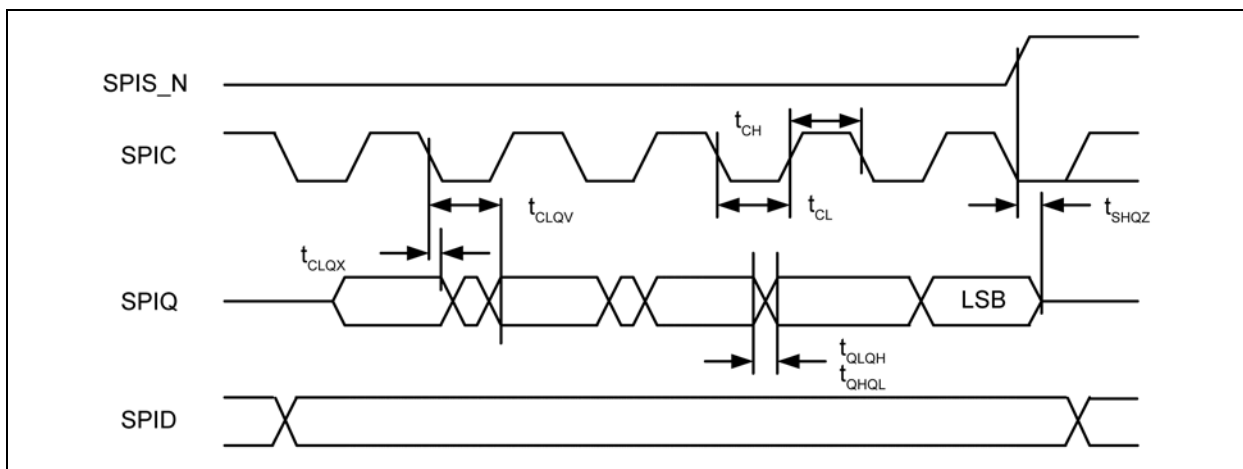 SPIS_N
SPIC
tCH
tCLQV
tCL
tSHQZ
tCLQX
SPIQ
LSB
tQLQH
tQHQL
SPID